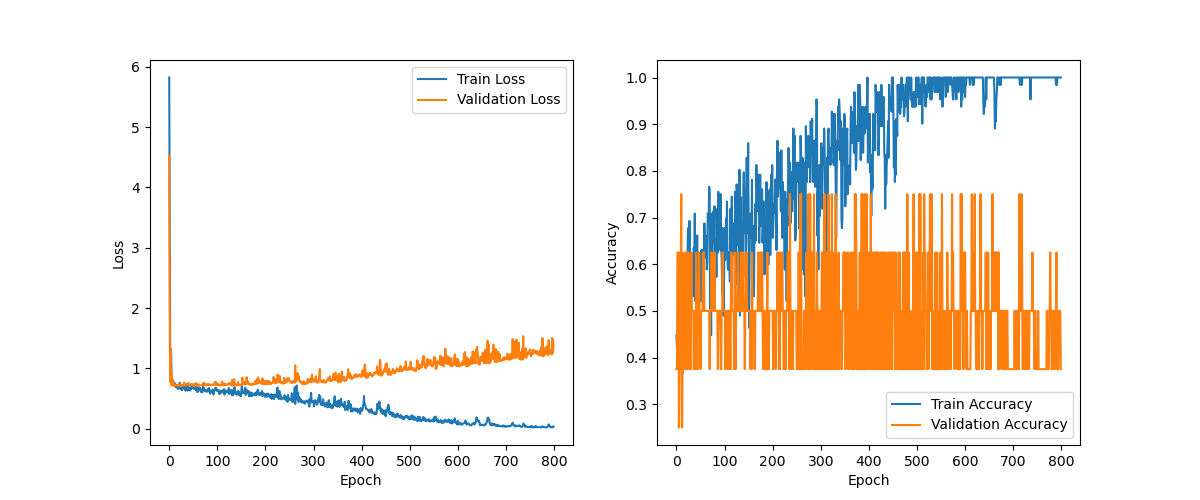 6
5
4
3
2
1
0
Loss
0 100 200 300 400 500 600 700 800
Epoch
Train Loss
Validation Loss
1.0
0.9
0.8
0.7
0.6
0.5
0.4
0.3
Accuracy
0 100 200 300 400 500 600 700 800
Epoch
Train Accuracy
Validation Accuracy